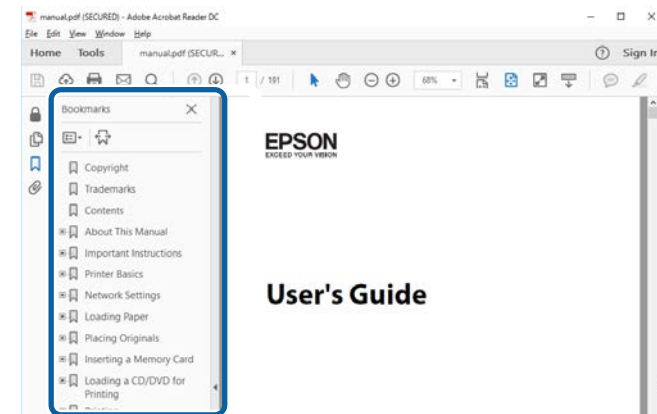 manual.pdf (SECURED) - Adobe Acrobat Reader DC
File Edit View Window Help
Home Tools manual.pdf (SECUR... ×
Sign In
1 / 191 68%
Bookmarks
Copyright
Trademarks
Contents
About This Manual
Important Instructions
Printer Basics
Network Settings
Loading Paper
Placing Originals
Inserting a Memory Card
Loading a CD/DVD for
Printing
EPSON
EXCEED YOUR VISION
User's Guide